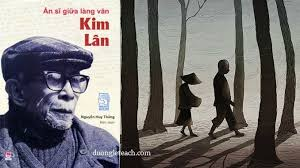 Ẩn sĩ giữa làng văn
Kim
Lân
Nguyễn Huy Thắng
duongleteach.com